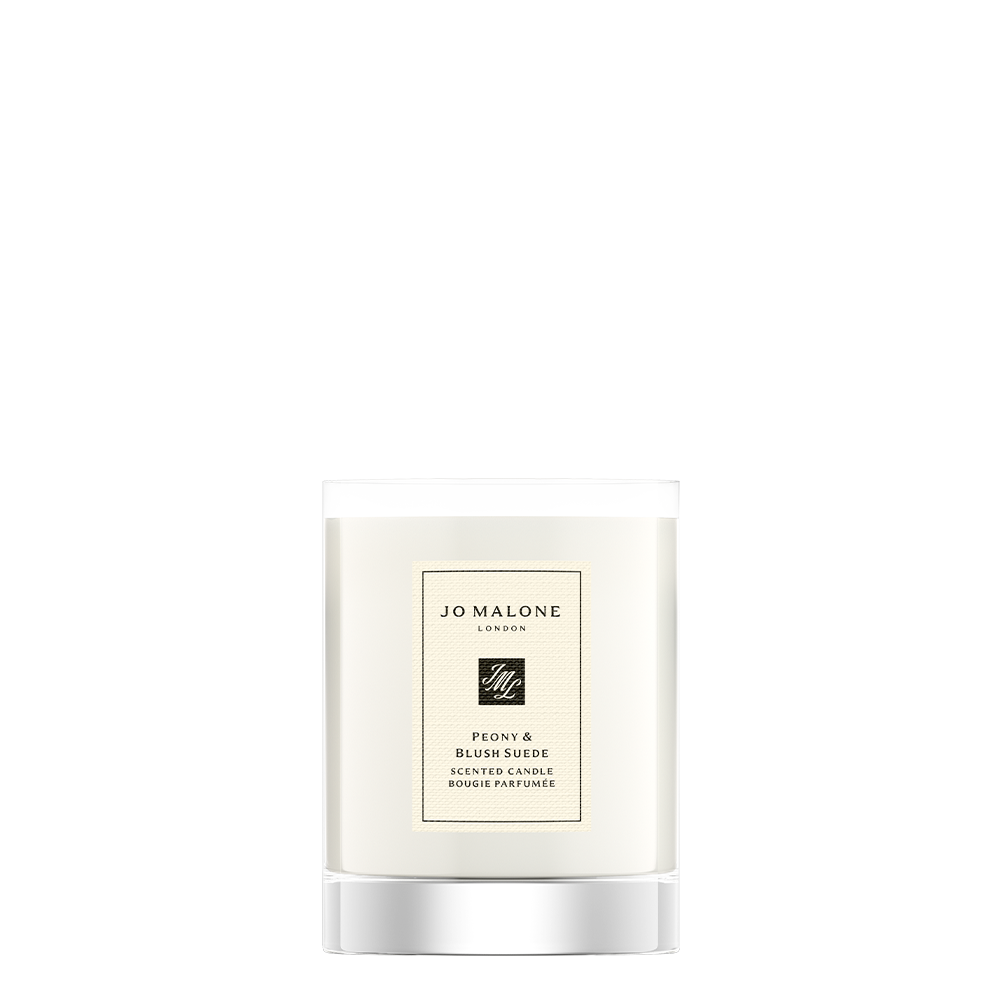 JO MALONE
LONDON
JML
PEONY &
BLUSH SUEDE
SCENTED CANDLE
BOUGIE PARFUMÉE